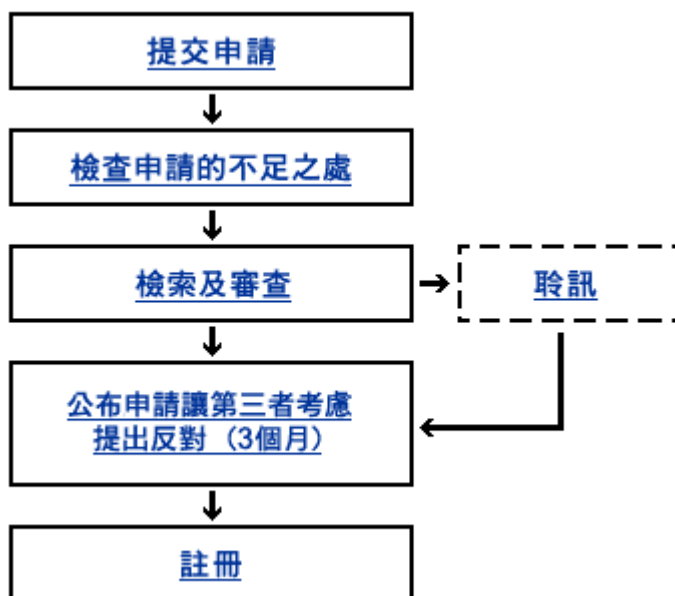 提交申請
檢查申請的不足之處
檢索及審查
聆訊
公布申請讓第三者考慮
提出反對（3個月）
註冊